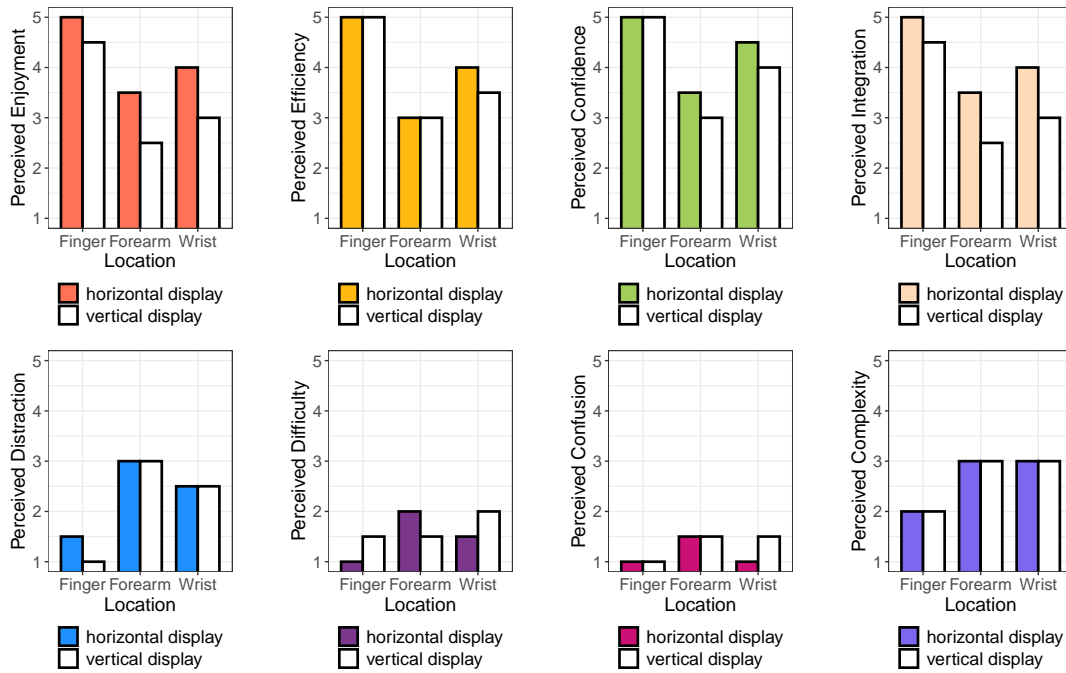 Perceived Enjoyment
5
4
3
2
1
Finger Forearm Wrist
Location
horizontal display
vertical display
Perceived Efficiency
5
4
3
2
1
Finger Forearm Wrist
Location
horizontal display
vertical display
Perceived Confidence
5
4
3
2
1
Finger Forearm Wrist
Location
horizontal display
vertical display
Perceived Integration
5
4
3
2
1
Finger Forearm Wrist
Location
horizontal display
vertical display
Perceived Distraction
5
4
3
2
1
Finger Forearm Wrist
Location
horizontal display
vertical display
Perceived Difficulty
5
4
3
2
1
Finger Forearm Wrist
Location
horizontal display
vertical display
Perceived Confusion
5
4
3
2
1
Finger Forearm Wrist
Location
horizontal display
vertical display
Perceived Complexity
5
4
3
2
1
Finger Forearm Wrist
Location
horizontal display
vertical display